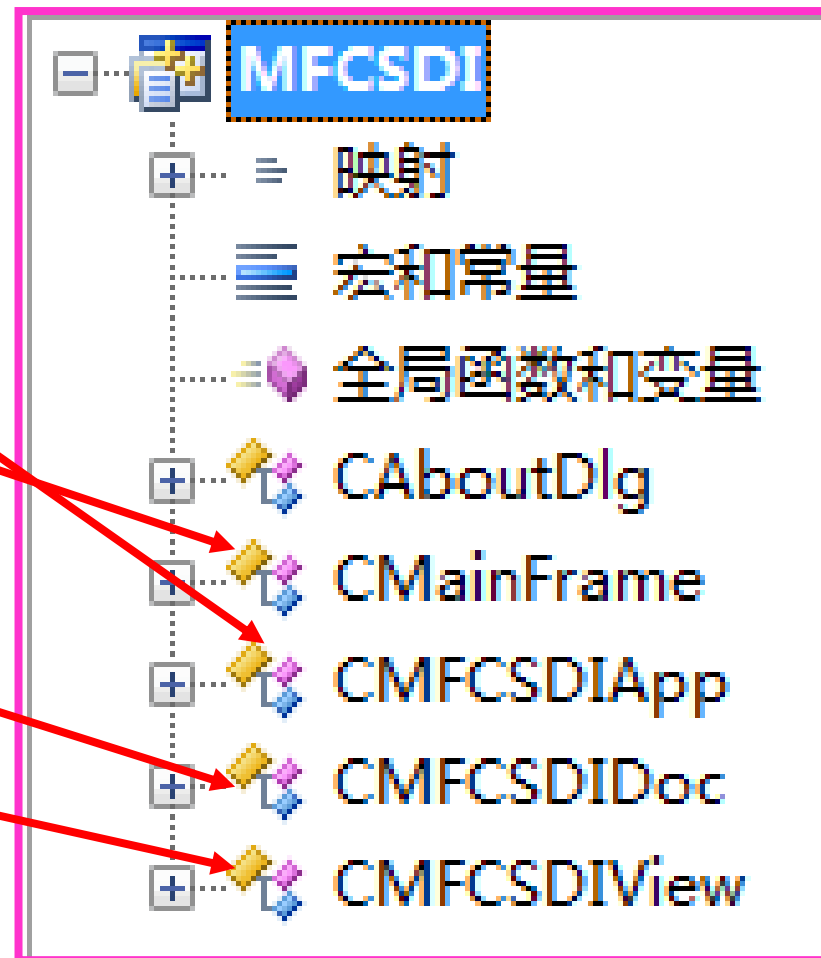 MFCSDI
映射
宏和常量
全局函数和变量
CAboutDlg
CMainFrame
CMFCSDIApp
CMFCSDIDoc
CMFCSDIView